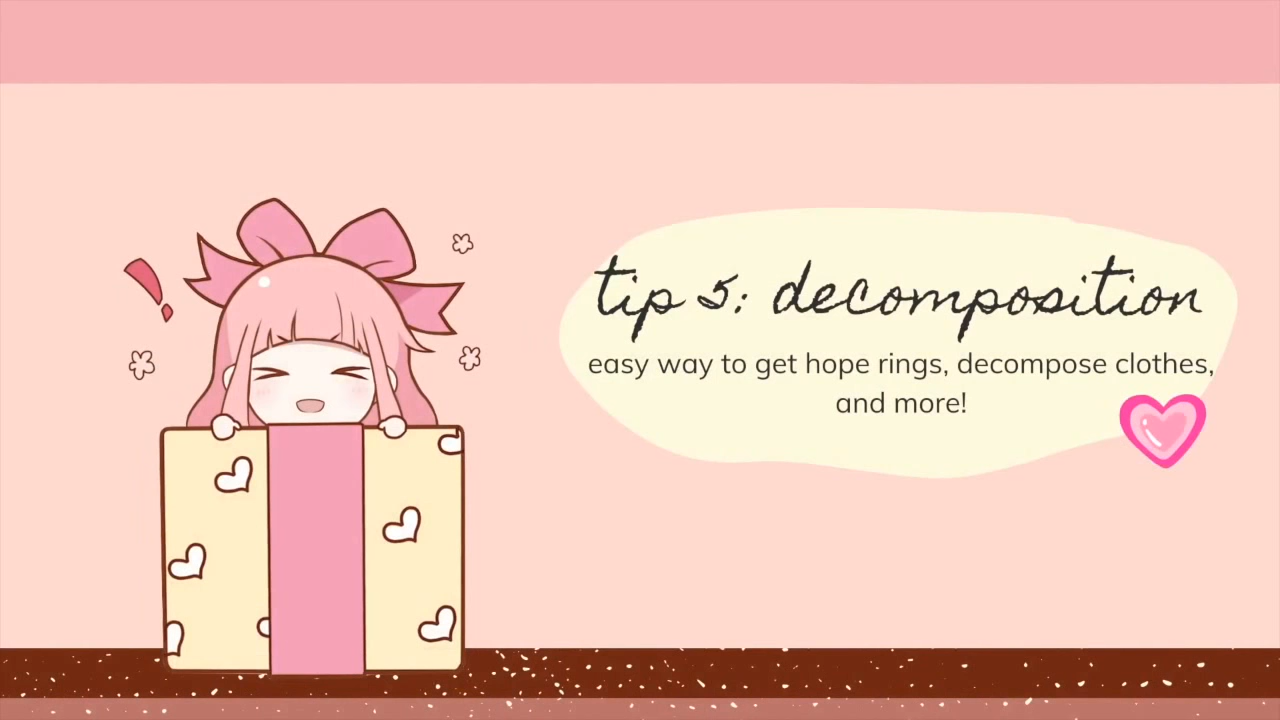 tip 5: decomposition
easy way to get hope rings, decompose clothes,
and more!